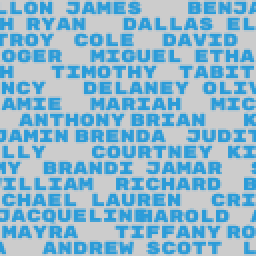 LLON JAMES BENJA
H RYAN DALLAS EL
TROY COLE DAVID
OGER MIGUEL ETHA
H TIMOTHY TABIT
NCY DELANEY OLIV
AMIE MARIAH MIC
ANTHONY BRIAN K
JAMIN BRENDA JUDIT
LLY COURTNEY KI
MY BRANDI JAMAR S
WILLIAM RICHARD B
CHAEL LAUREN CRI
JACQUELINE HAROLD A
MAYRA TIFFANY RO
A ANDREW SCOTT L